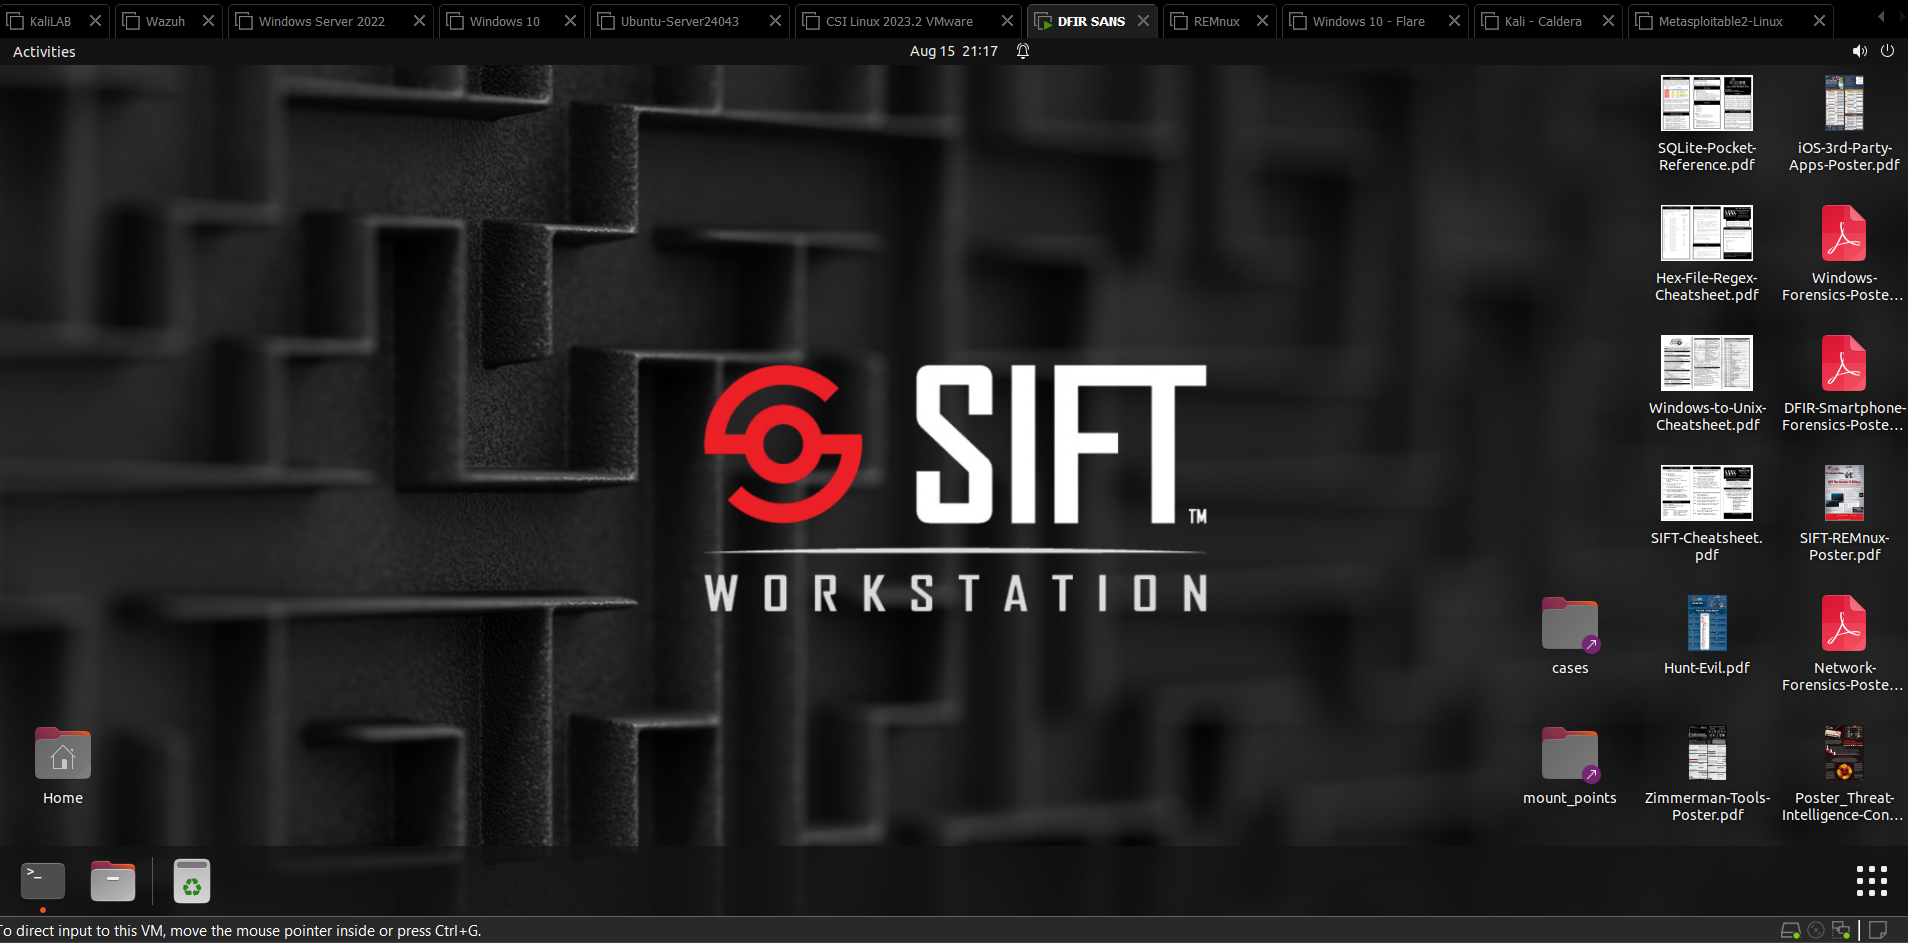 KaliLAB
Wazuh
Windows Server 2022
Windows 10
Ubuntu-Server24043
CSI Linux 2023.2 VMware
DFIR SANS
REMnux
Windows 10 - Flare
Kali - Caldera
Metasploitable2-Linux
Activities
Aug 15 21:17
SQLite-Pocket-
Reference.pdf
iOS-3rd-Party-
Apps-Poster.pdf
Hex-File-Regex-
Cheatsheet.pdf
Windows-
Forensics-Poste...
Windows-to-Unix-
Cheatsheet.pdf
DFIR-Smartphone-
Forensics-Poste...
SIFT-Cheatsheet.
pdf
SIFT-REMnux-
Poster.pdf
SIFT™
WORKSTATION
cases
Hunt-Evil.pdf
Network-
Forensics-Poste...
Home
mount_points
Zimmerman-Tools-
Poster.pdf
Poster_Threat-
Intelligence-Con...
>_
To direct input to this VM, move the mouse pointer inside or press Ctrl+G.